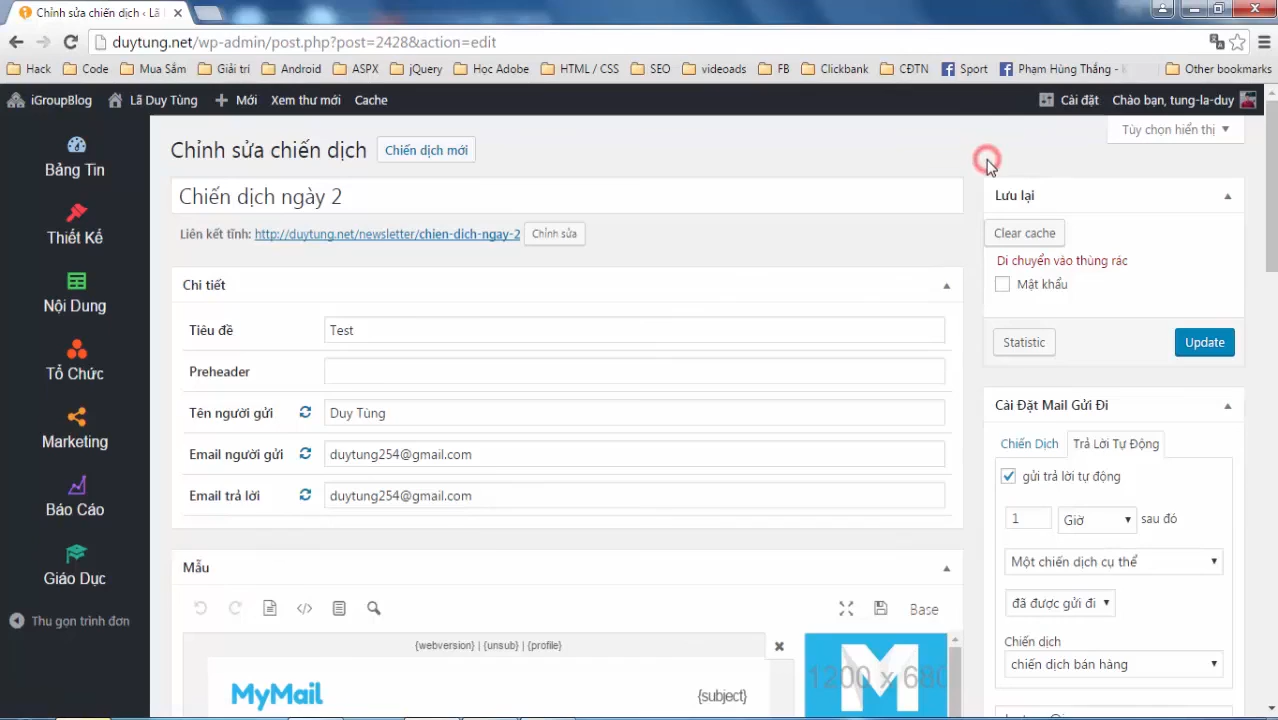 Chỉnh sửa chiến dịch ‹ Lã
duytung.net/wp-admin/post.php?post=2428&action=edit
Hack Code Mua Sắm Giải trí Android ASPX jQuery Học Adobe HTML / CSS SEO videoads FB Clickbank CĐTN Sport Phạm Hùng Thắng - Other bookmarks
iGroupBlog Lã Duy Tùng Mới Xem thư mới Cache Cài đặt Chào bạn, tung-la-duy
Tùy chọn hiển thị
Bảng Tin
Thiết Kế
Nội Dung
Tổ Chức
Marketing
Báo Cáo
Giáo Dục
Thu gọn trình đơn
Chỉnh sửa chiến dịch Chiến dịch mới
Chiến dịch ngày 2
Liên kết tĩnh: http://duytung.net/newsletter/chien-dich-ngay-2 Chỉnh sửa
Chi tiết
Tiêu đề Test
Preheader
Tên người gửi Duy Tùng
Email người gửi duytung254@gmail.com
Email trả lời duytung254@gmail.com
Mẫu
Base
{webversion} | {unsub} | {profile}
MyMail {subject}
1200 x 680
Lưu lại
Clear cache
Di chuyển vào thùng rác
Mật khẩu
Statistic Update
Cài Đặt Mail Gửi Đi
Chiến Dịch Trả Lời Tự Động
gửi trả lời tự động
1 Giờ sau đó
Một chiến dịch cụ thể
đã được gửi đi
Chiến dịch
chiến dịch bán hàng